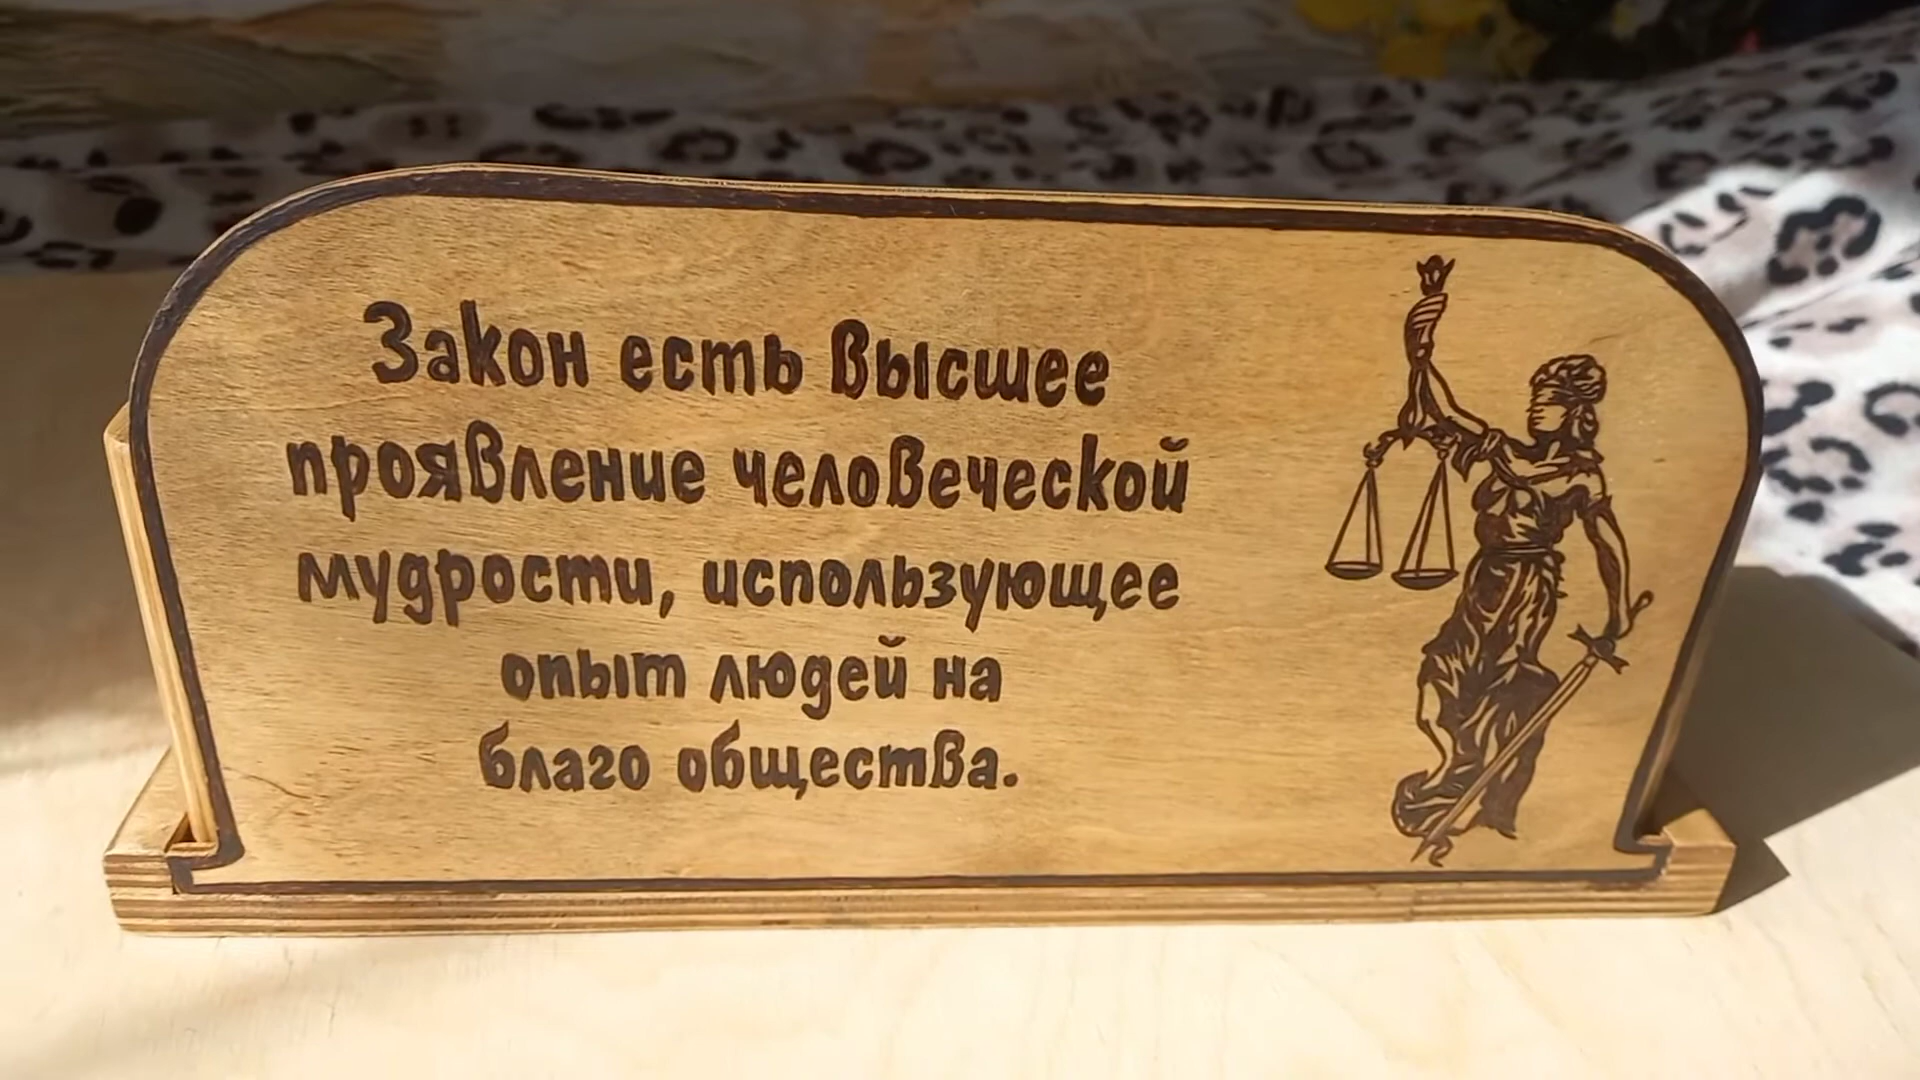 Закон есть высшее
проявление человеческой
мудрости, использующее
опыт людей на
благо общества.